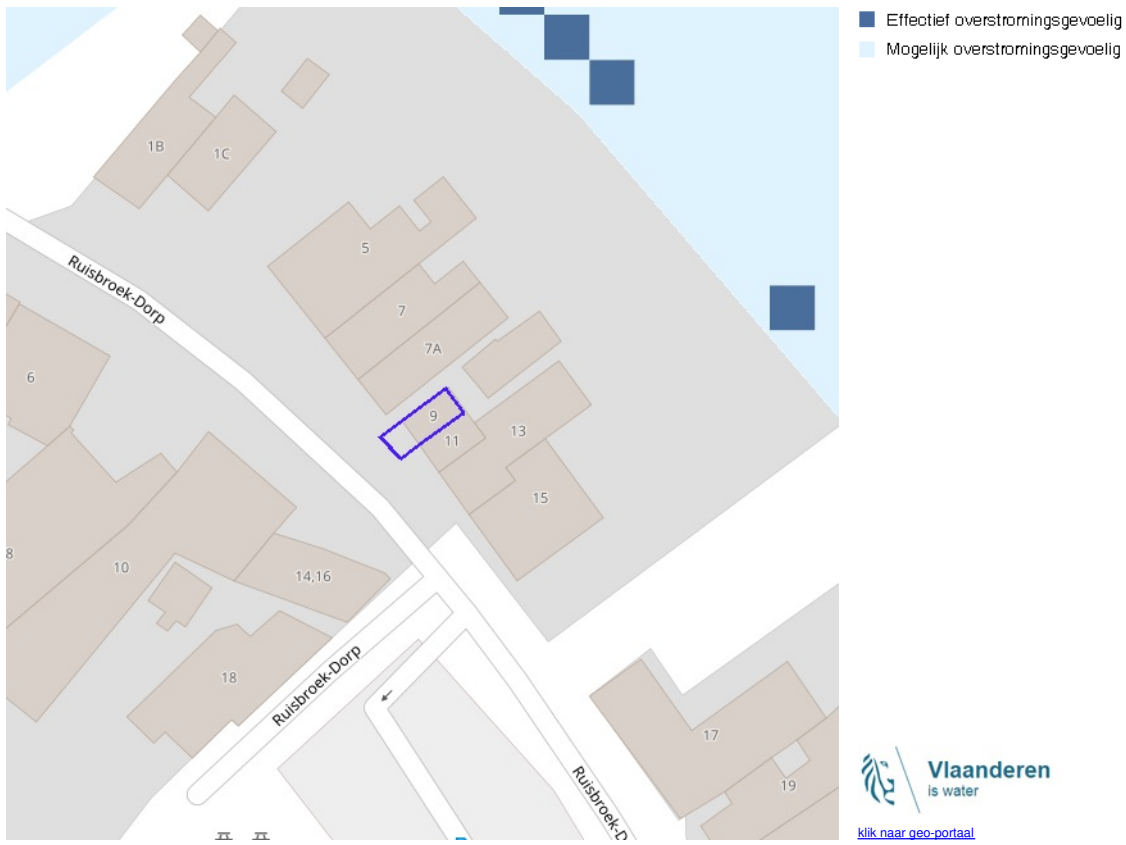 Effectief overstromingsgevoelig
Mogelijk overstromingsgevoelig
1B
1C
5
Ruisbroek-Dorp
7
7A
6
9
11
13
15
8
10
14,16
18
Ruisbroek-Dorp
17
19
Ruisbroek-D
Vlaanderen
is water
klik naar geo-portaal